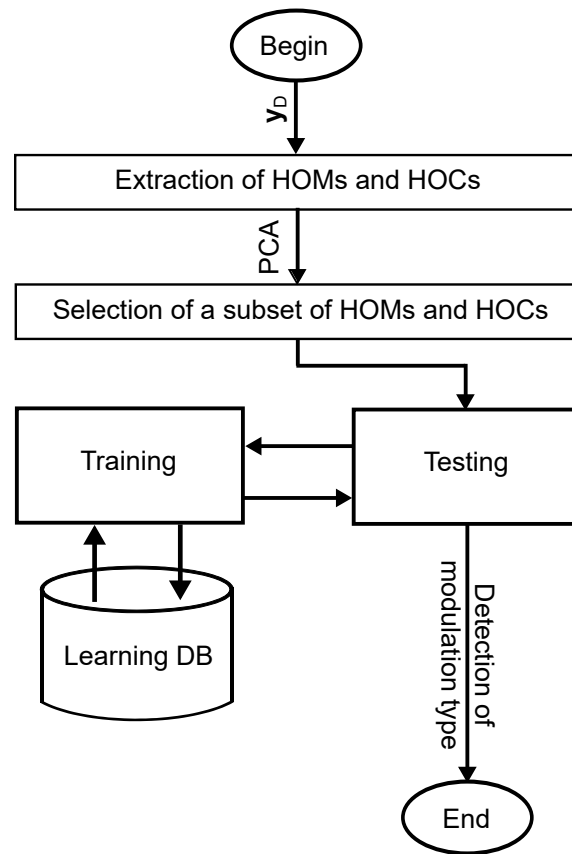 Begin
y_D
Extraction of HOMs and HOCs
PCA
Selection of a subset of HOMs and HOCs
Training
Testing
Learning DB
Detection of
modulation type
End